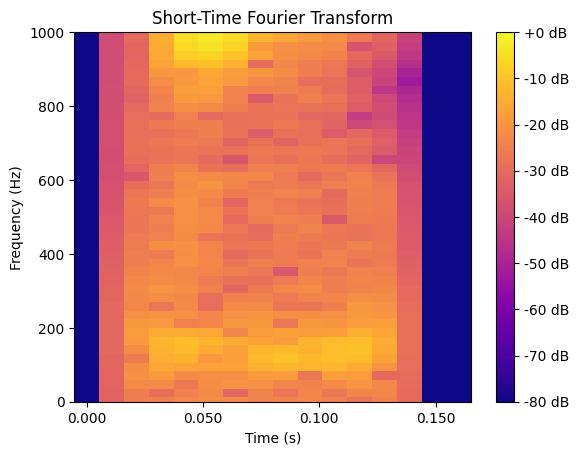 Short-Time Fourier Transform
1000
800
600
400
200
0
Frequency (Hz)
0.000
0.050
0.100
0.150
Time (s)
+0 dB
-10 dB
-20 dB
-30 dB
-40 dB
-50 dB
-60 dB
-70 dB
-80 dB